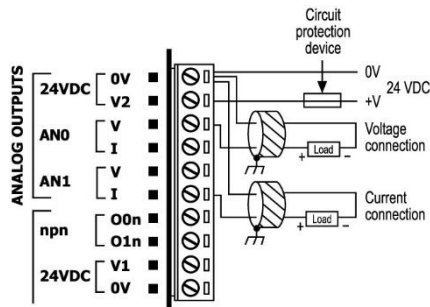 Circuit
protection
device
0V
24 VDC
+V
ANALOG OUTPUTS
24VDC
0V
V2
AN0
V
I
AN1
V
I
npn
O0n
O1n
24VDC
V1
0V
+ Load −
Voltage
connection
+ Load −
Current
connection